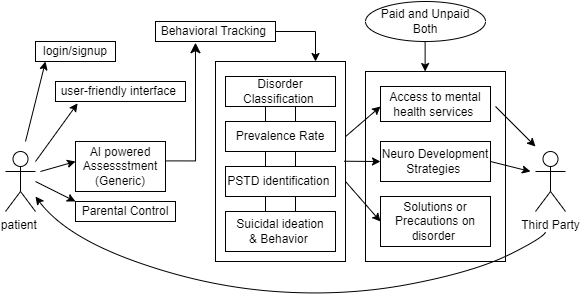 Paid and Unpaid
Both
Behavioral Tracking
login/signup
user-friendly interface
AI powered
Assessstment
(Generic)
Parental Control
patient
Disorder
Classification
Prevalence Rate
PSTD identification
Suicidal ideation
& Behavior
Access to mental
health services
Neuro Development
Strategies
Solutions or
Precautions on
disorder
Third Party